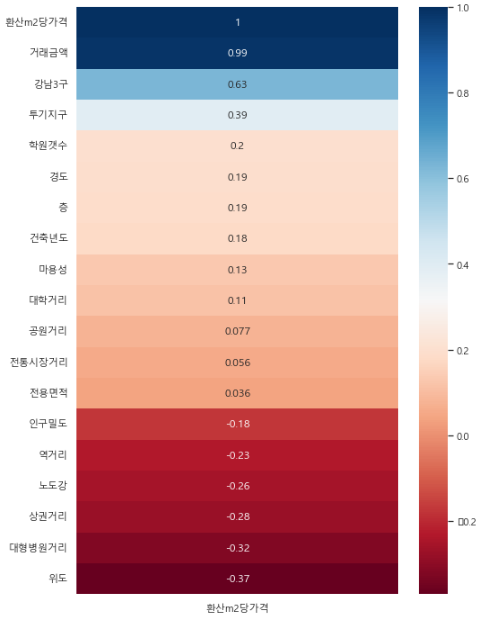 환산m2당가격 1
거래금액 0.99
강남3구 0.63
투기지구 0.39
학원갯수 0.2
경도 0.19
층 0.19
건축년도 0.18
마용성 0.13
대학거리 0.11
공원거리 0.077
전통시장거리 0.056
전용면적 0.036
인구밀도 -0.18
역거리 -0.23
노도강 -0.26
상권거리 -0.28
대형병원거리 -0.32
위도 -0.37
환산m2당가격
1.0
0.8
0.6
0.4
0.2
0.0
▯0.2